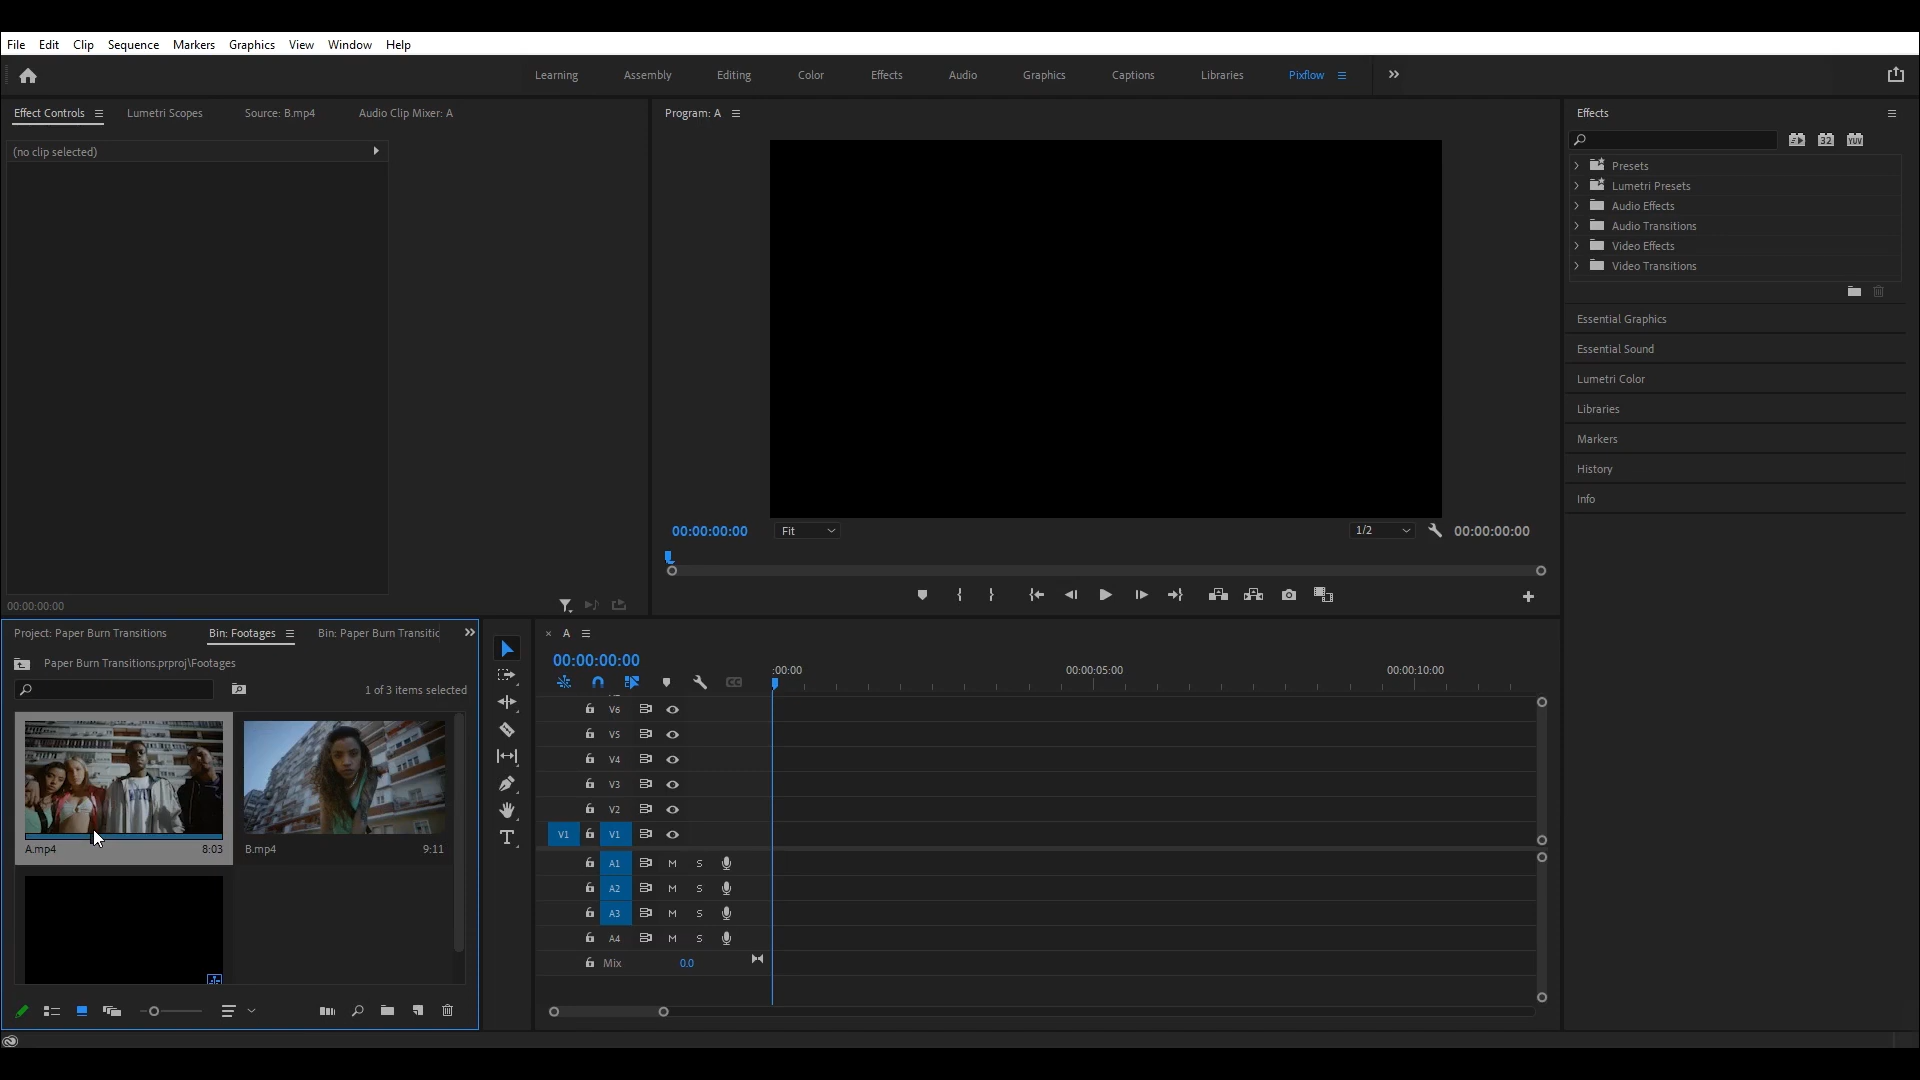 File Edit Clip Sequence Markers Graphics View Window Help
Learning Assembly Editing Color Effects Audio Graphics Captions Libraries Pixflow
Effect Controls Lumetri Scopes Source: B.mp4 Audio Clip Mixer: A
(no clip selected)
00:00:00:00
Program: A
00:00:00:00 Fit 1/2 00:00:00:00
Effects
32 YUV
Presets
Lumetri Presets
Audio Effects
Audio Transitions
Video Effects
Video Transitions
Essential Graphics
Essential Sound
Lumetri Color
Libraries
Markers
History
Info
Project: Paper Burn Transitions Bin: Footages Bin: Paper Burn Transitic
Paper Burn Transitions.prproj\Footages
1 of 3 items selected
A.mp4 8:03 B.mp4 9:11
A
00:00:00:00
:00:00 00:00:05:00 00:00:10:00
CC
V6
V5
V4
V3
V2
V1 V1
A1 M S
A2 M S
A3 M S
A4 M S
Mix 0.0